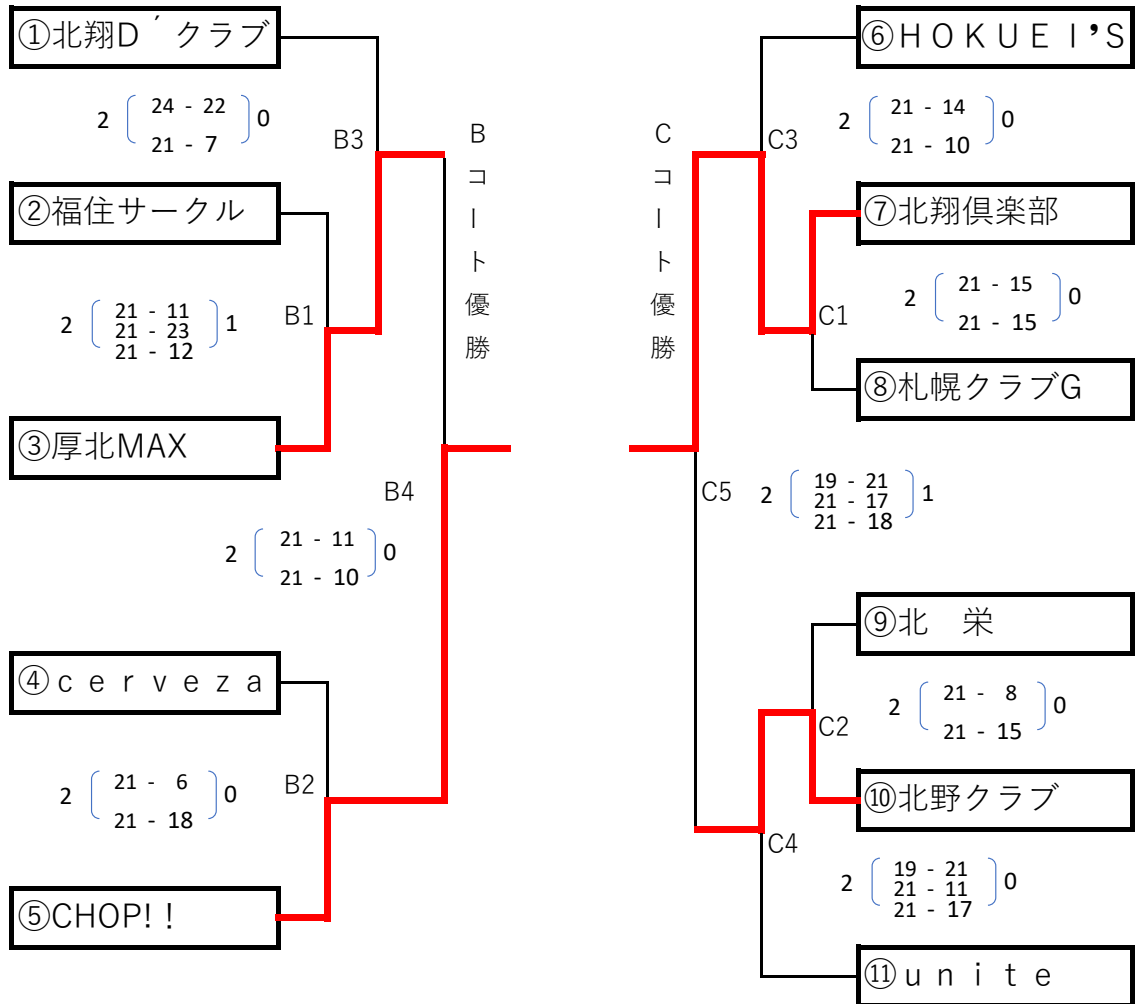 ①北翔D ́ クラブ
2 24 - 22 0
21 - 7
B3
②福住サークル
2 21 - 11 1
21 - 23
21 - 12
B1
③厚北MAX
Bコート優勝
B4
2 21 - 11 0
21 - 10
④ｃｅｒｖｅｚａ
2 21 - 6 0
21 - 18
B2
⑤CHOP!！
⑥ＨＯＫＵＥＩ❜S
2 21 - 14 0
21 - 10
C3
⑦北翔倶楽部
2 21 - 15 0
21 - 15
C1
⑧札幌クラブG
Cコート優勝
C5
2 19 - 21 1
21 - 17
21 - 18
⑨北　栄
2 21 - 8 0
21 - 15
C2
⑩北野クラブ
C4
2 19 - 21 0
21 - 11
21 - 17
⑪ｕｎｉｔｅ